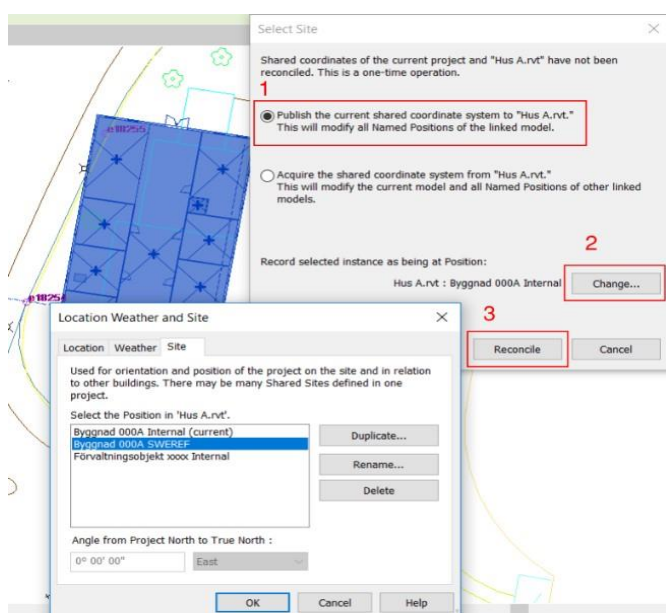 Select Site
Shared coordinates of the current project and "Hus A.rvt" have not been
reconciled. This is a one-time operation.
1
Publish the current shared coordinate system to "Hus A.rvt."
This will modify all Named Positions of the linked model.
Acquire the shared coordinate system from "Hus A.rvt."
This will modify the current model and all Named Positions of other linked
models.
Record selected instance as being at Position:
2
Hus A.rvt : Byggnad 000A Internal
Change...
3
Reconcile
Cancel
e18255
Location Weather and Site
Location
Weather
Site
Used for orientation and position of the project on the site and in relation
to other buildings. There may be many Shared Sites defined in one
project.
Select the Position in 'Hus A.rvt'.
Byggnad 000A Internal (current)
Byggnad 000A SWEREF
Förvaltningsobjekt xxxx Internal
Duplicate...
Rename...
Delete
Angle from Project North to True North :
0° 00' 00"
East
OK
Cancel
Help